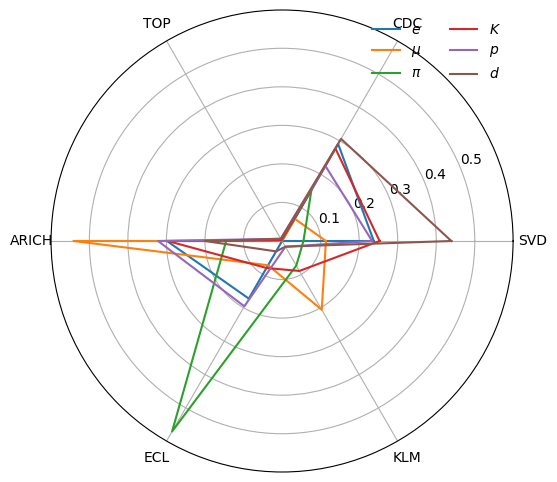 TOP
CDC
e K
μ p
π d
0.5
0.4
0.3
0.2
0.1
ARICH
SVD
ECL
KLM